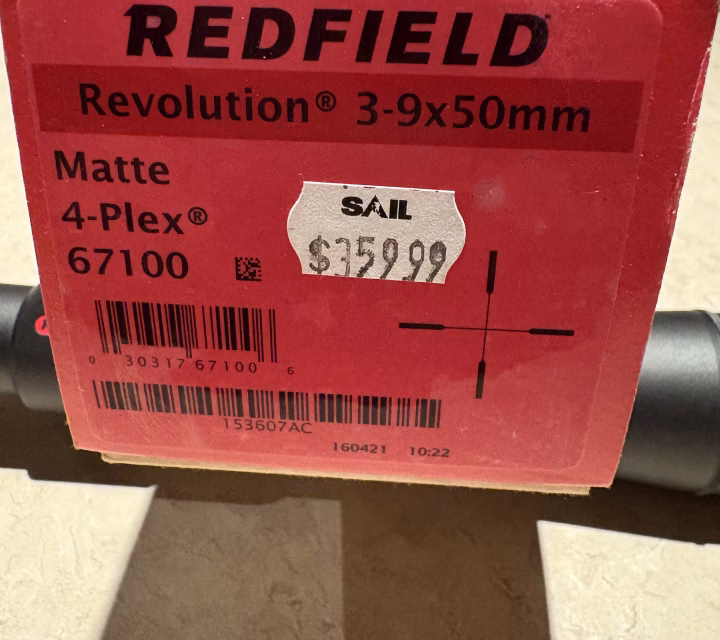 REDFIELD
Revolution® 3-9x50mm
Matte
4-Plex®
67100
SAIL
$359.99
0 30317 67100 6
153607AC
160421 10:22